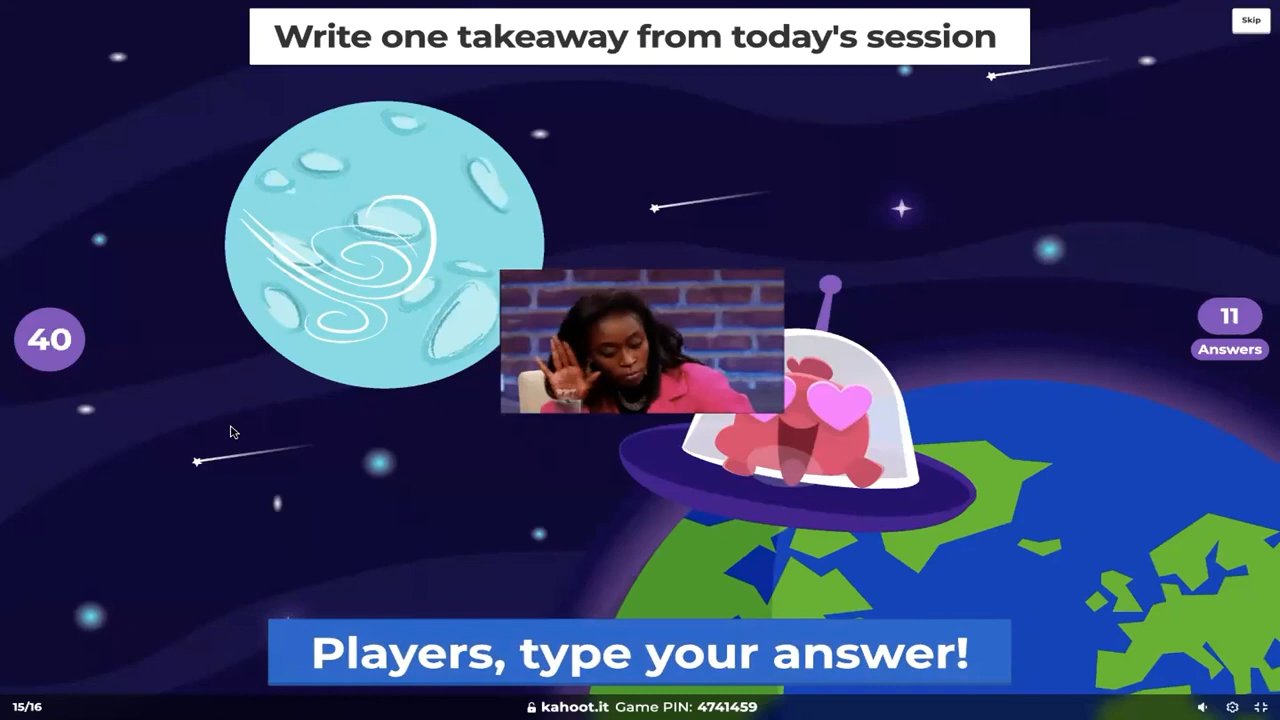 Write one takeaway from today's session
Skip
40
11
Answers
Players, type your answer!
15/16
kahoot.it Game PIN: 4741459